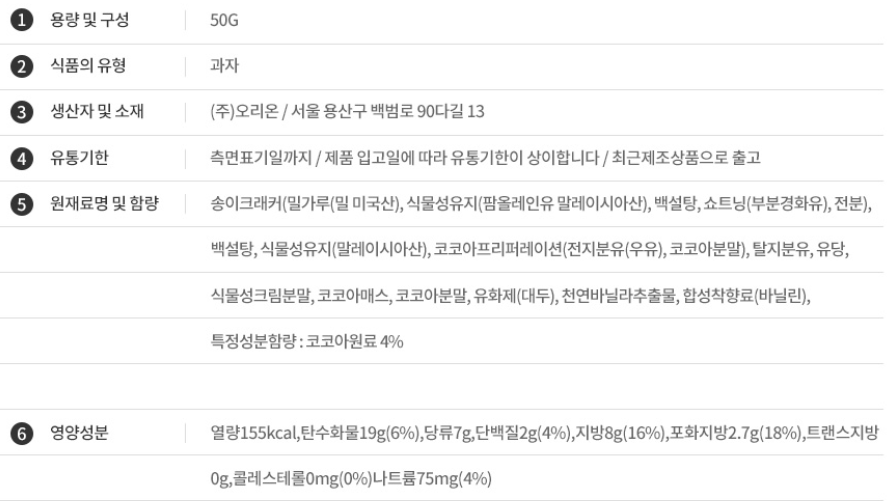 1 용량 및 구성 50G
2 식품의 유형 과자
3 생산자 및 소재 (주)오리온 / 서울 용산구 백범로 90다길 13
4 유통기한 측면표기일까지 / 제품 입고일에 따라 유통기한이 상이합니다 / 최근제조상품으로 출고
5 원재료명 및 함량 송이크래커(밀가루(밀 미국산), 식물성유지(팜올레인유 말레이시아산), 백설탕, 쇼트닝(부분경화유), 전분),
백설탕, 식물성유지(말레이시아산), 코코아프리퍼레이션(전지분유(우유), 코코아분말), 탈지분유, 유당,
식물성크림분말, 코코아매스, 코코아분말, 유화제(대두), 천연바닐라추출물, 합성착향료(바닐린),
특정성분함량 : 코코아원료 4%
6 영양성분 열량155kcal,탄수화물19g(6%),당류7g,단백질2g(4%),지방8g(16%),포화지방2.7g(18%),트랜스지방
0g,콜레스테롤0mg(0%)나트륨75mg(4%)